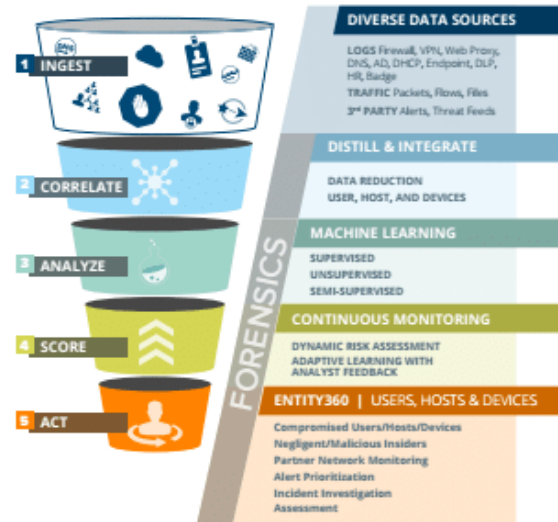 1 INGEST
2 CORRELATE
3 ANALYZE
4 SCORE
5 ACT
FORENSICS
DIVERSE DATA SOURCES
LOGS Firewall, VPN, Web Proxy,
DNS, AD, DHCP, Endpoint, DLP,
HR, Badge
TRAFFIC Packets, Flows, Files
3rd PARTY Alerts, Threat Feeds
DISTILL & INTEGRATE
DATA REDUCTION
USER, HOST, AND DEVICES
MACHINE LEARNING
SUPERVISED
UNSUPERVISED
SEMI-SUPERVISED
CONTINUOUS MONITORING
DYNAMIC RISK ASSESSMENT
ADAPTIVE LEARNING WITH
ANALYST FEEDBACK
ENTITY360 | USERS, HOSTS & DEVICES
Compromised Users/Hosts/Devices
Negligent/Malicious Insiders
Partner Network Monitoring
Alert Prioritization
Incident Investigation
Assessment